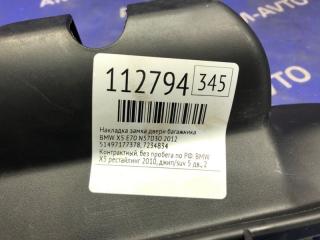 АВТО
112794 345
Накладка замка двери багажника
BMW X5 E70 N57D30 2012
51497177378, 7234834
Контрактный, без пробега по РФ. BMW
X5 рестайлинг 2010, джип/suv 5 дв., 2